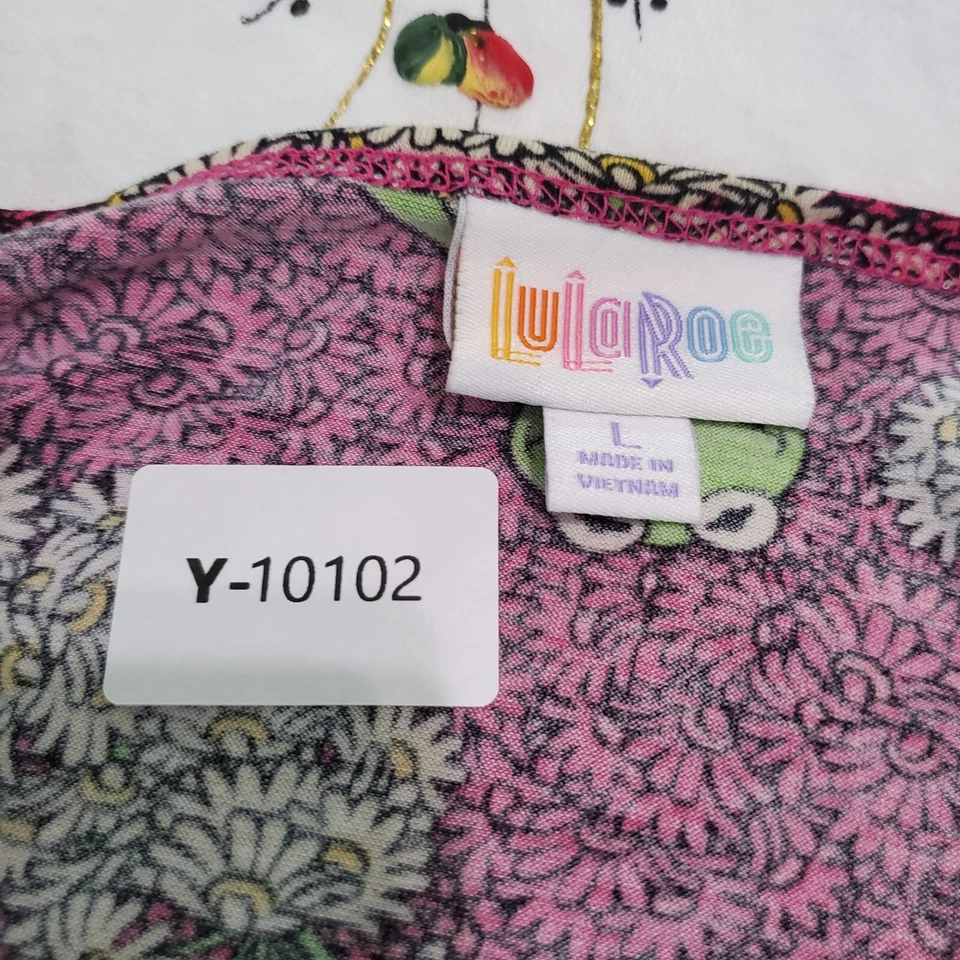 LuLaRoe
L
MADE IN
VIETNAM
Y-10102